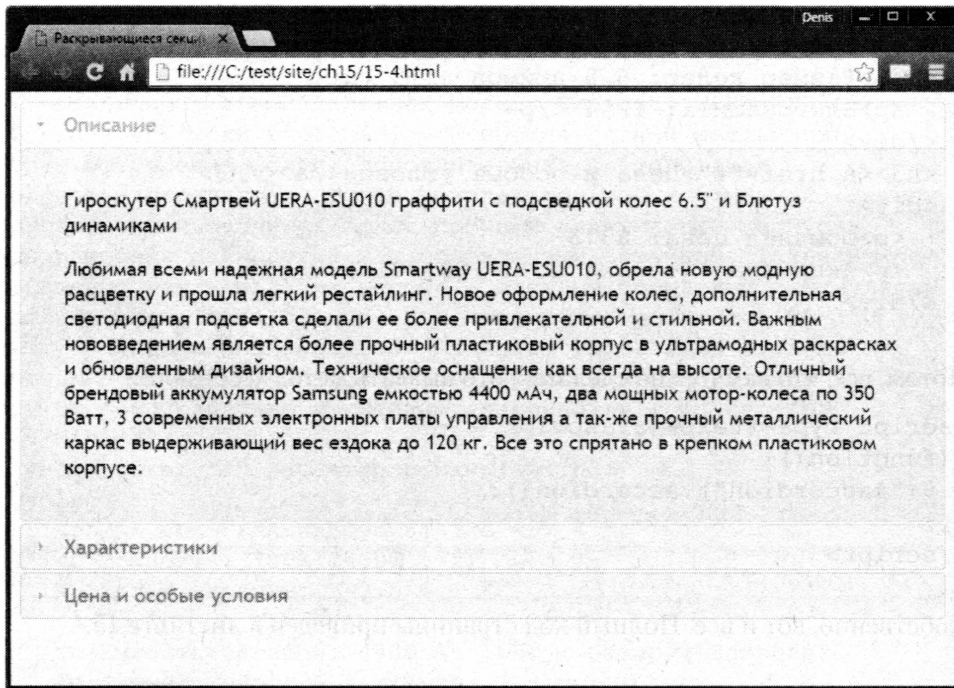 Denis
Раскрывающиеся секци
file:///C:/test/site/ch15/15-4.html
Описание
Гироскутер Смартвей UERA-ESU010 граффити с подсведкой колес 6.5" и Блютуз
динамиками
Любимая всеми надежная модель Smartway UERA-ESU010, обрела новую модную
расцветку и прошла легкий рестайлинг. Новое оформление колес, дополнительная
светодиодная подсветка сделали ее более привлекательной и стильной. Важным
нововведением является более прочный пластиковый корпус в ультрамодных раскрасках
и обновленным дизайном. Техническое оснащение как всегда на высоте. Отличный
брендовый аккумулятор Samsung емкостью 4400 мАч, два мощных мотор-колеса по 350
Ватт, 3 современных электронных платы управления а так-же прочный металлический
каркас выдерживающий вес ездока до 120 кг. Все это спрятано в крепком пластиковом
корпусе.
Характеристики
Цена и особые условия